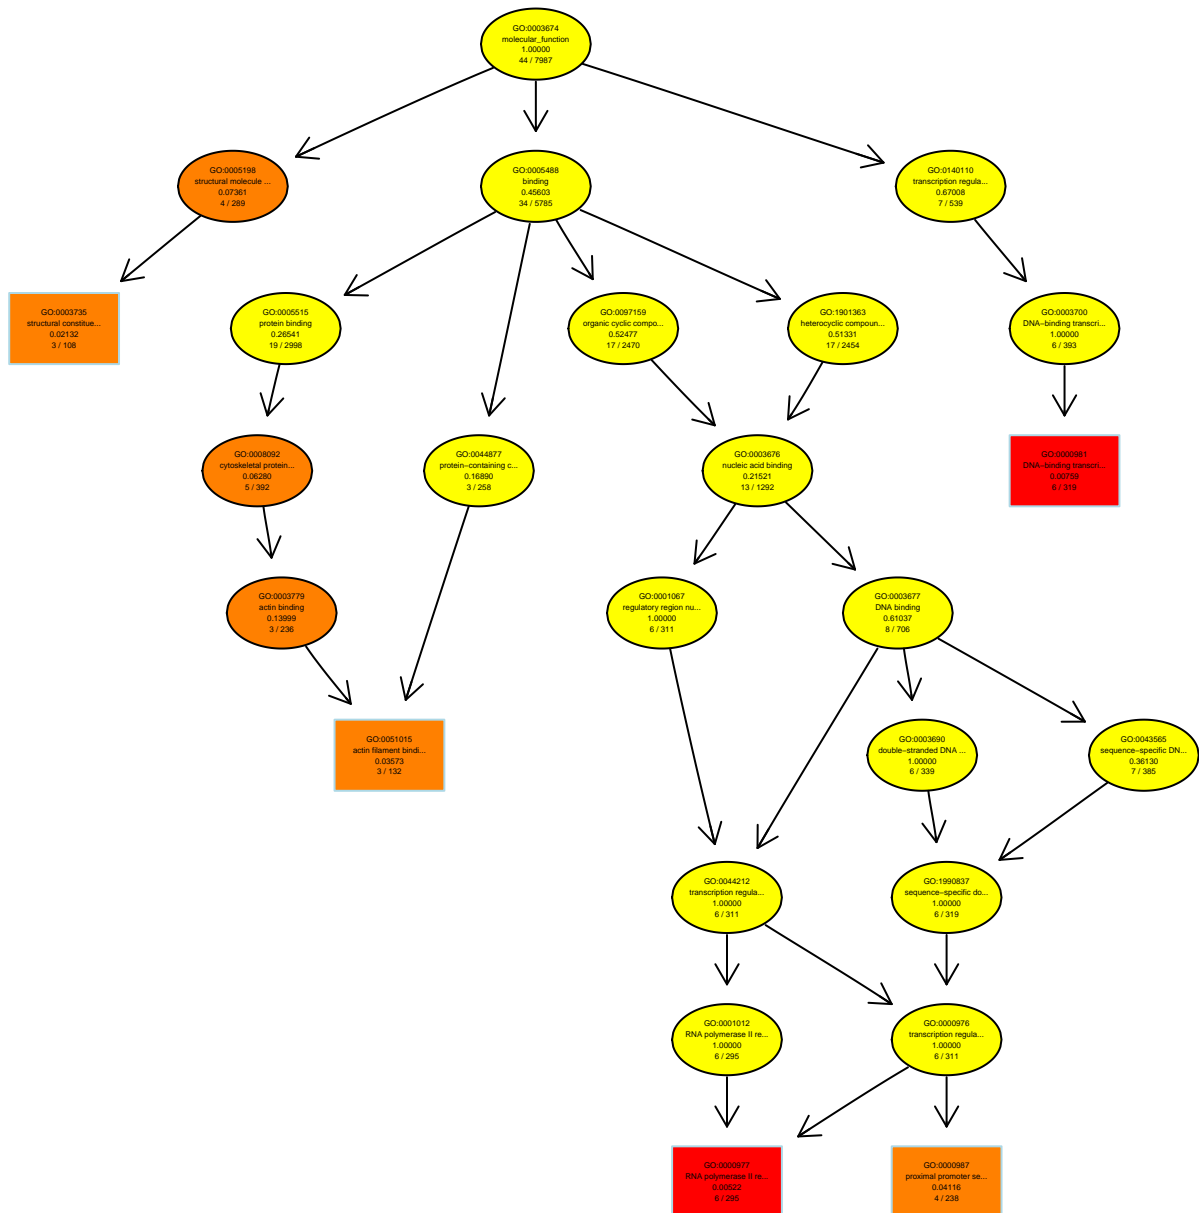 GO:0003674
molecular_function
1.00000
44 / 7987
GO:0005198
structural molecule ...
0.07361
4 / 289
GO:0005488
binding
0.45603
34 / 5785
GO:0140110
transcription regula...
0.67008
7 / 539
GO:0003735
structural constitue...
0.02132
3 / 108
GO:0005515
protein binding
0.26541
19 / 2998
GO:0097159
organic cyclic compo...
0.52477
17 / 2470
GO:1901363
heterocyclic compoun...
0.51331
17 / 2454
GO:0003700
DNA−binding transcri...
1.00000
6 / 393
GO:0008092
cytoskeletal protein...
0.06280
5 / 392
GO:0044877
protein−containing c...
0.16890
3 / 258
GO:0003676
nucleic acid binding
0.21521
13 / 1292
GO:0000981
DNA−binding transcri...
0.00759
6 / 319
GO:0003779
actin binding
0.13999
3 / 236
GO:0001067
regulatory region nu...
1.00000
6 / 311
GO:0003677
DNA binding
0.61037
8 / 706
GO:0051015
actin filament bindi...
0.03573
3 / 132
GO:0003690
double−stranded DNA ...
1.00000
6 / 339
GO:0043565
sequence−specific DN...
0.36130
7 / 385
GO:0044212
transcription regula...
1.00000
6 / 311
GO:1990837
sequence−specific do...
1.00000
6 / 319
GO:0001012
RNA polymerase II re...
1.00000
6 / 295
GO:0000976
transcription regula...
1.00000
6 / 311
GO:0000977
RNA polymerase II re...
0.00522
6 / 295
GO:0000987
proximal promoter se...
0.04116
4 / 238